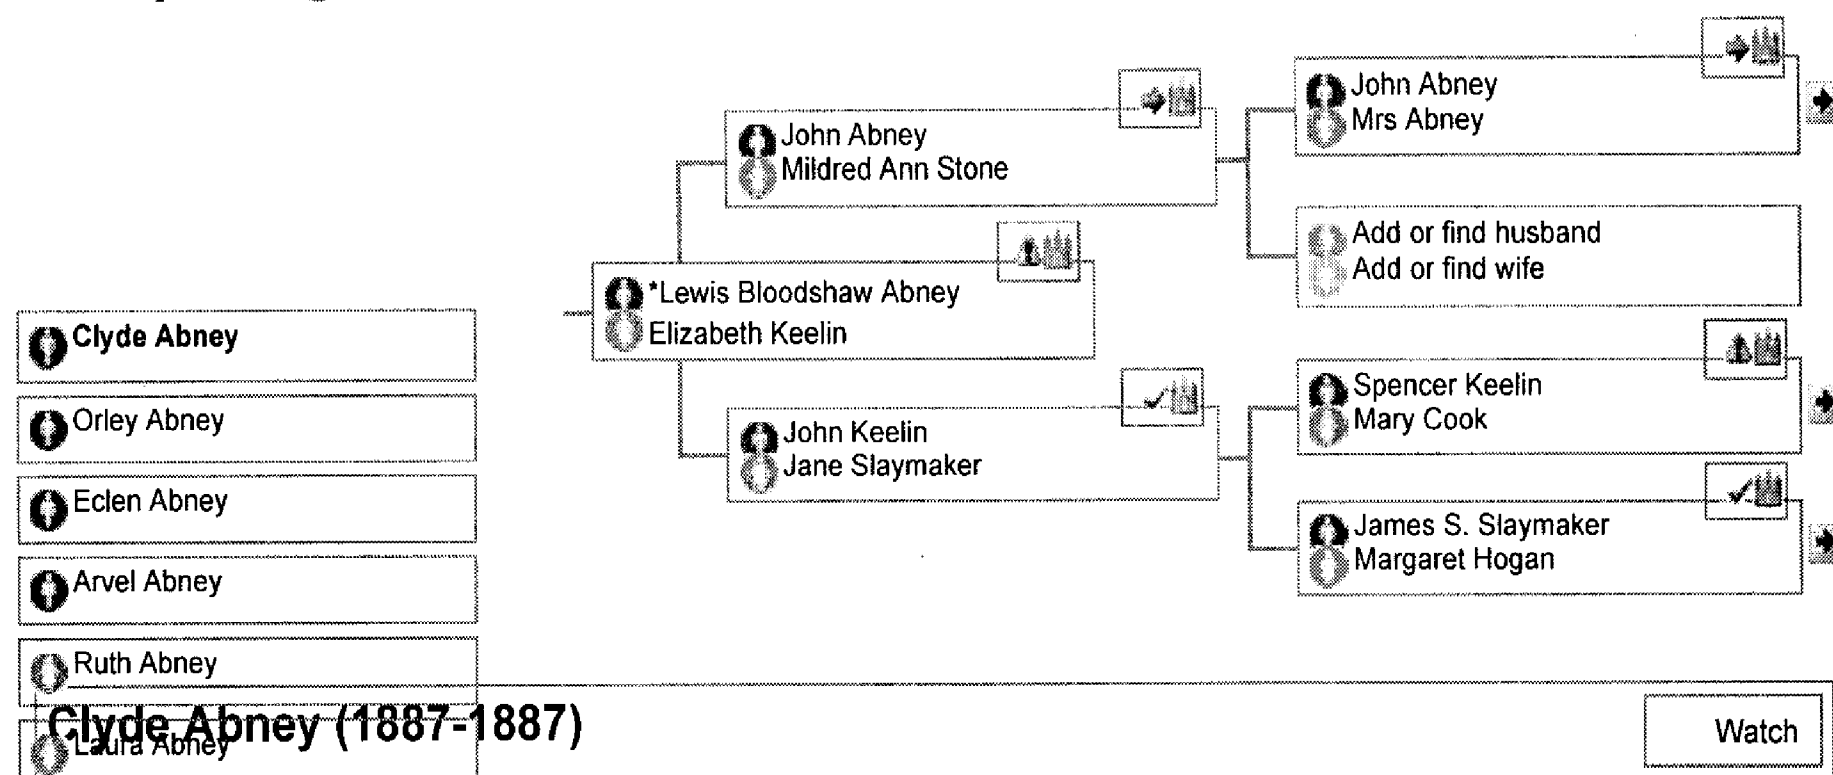 John Abney
Mrs Abney
John Abney
Mildred Ann Stone
Add or find husband
Add or find wife
*Lewis Bloodshaw Abney
Elizabeth Keelin
Clyde Abney
Orley Abney
Eclen Abney
Arvel Abney
Ruth Abney
Laura Abney
Spencer Keelin
Mary Cook
John Keelin
Jane Slaymaker
James S. Slaymaker
Margaret Hogan
Clyde Abney (1887-1887)
Watch